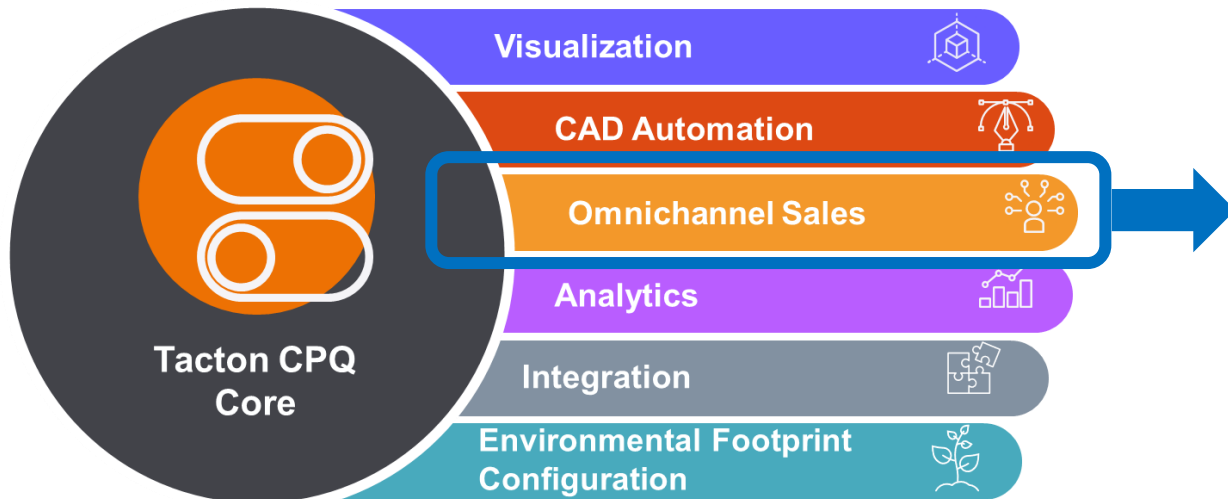 Visualization
CAD Automation
Omnichannel Sales
Analytics
Tacton CPQ
Core
Integration
Environmental Footprint
Configuration